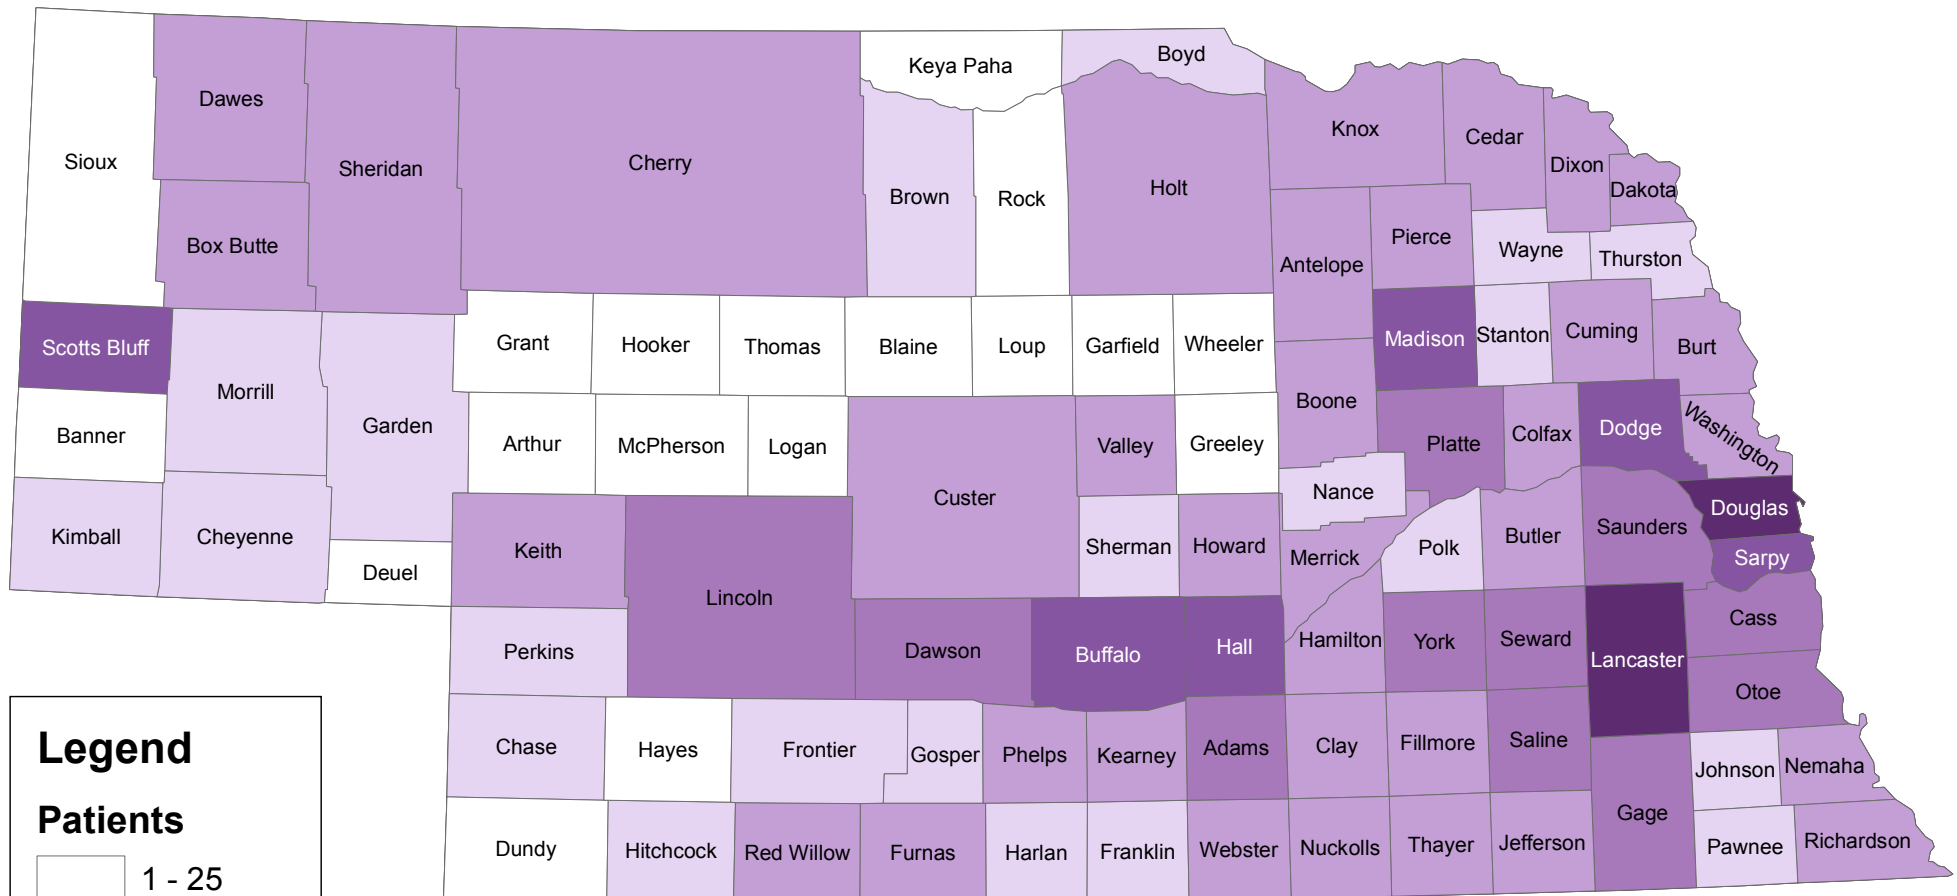 Keya Paha
Boyd
Dawes
Sioux
Sheridan
Cherry
Brown
Rock
Holt
Knox
Cedar
Dixon
Dakota
Box Butte
Antelope
Pierce
Wayne
Thurston
Scotts Bluff
Morrill
Garden
Grant
Hooker
Thomas
Blaine
Loup
Garfield
Wheeler
Madison
Stanton
Cuming
Burt
Banner
Arthur
McPherson
Logan
Valley
Greeley
Boone
Platte
Colfax
Dodge
Washington
Kimball
Cheyenne
Deuel
Keith
Lincoln
Custer
Sherman
Howard
Nance
Merrick
Polk
Butler
Saunders
Douglas
Sarpy
Perkins
Dawson
Buffalo
Hall
Hamilton
York
Seward
Lancaster
Cass
Otoe
Chase
Hayes
Frontier
Gosper
Phelps
Kearney
Adams
Clay
Fillmore
Saline
Johnson
Nemaha
Dundy
Hitchcock
Red Willow
Furnas
Harlan
Franklin
Webster
Nuckolls
Thayer
Jefferson
Gage
Pawnee
Richardson
Legend
Patients
1 - 25